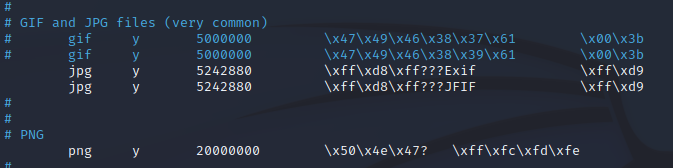 #
# GIF and JPG files (very common)
#       gif     y       5000000         \x47\x49\x46\x38\x37\x61        \x00\x3b
#       gif     y       5000000         \x47\x49\x46\x38\x39\x61        \x00\x3b
        jpg     y       5242880         \xff\xd8\xff???Exif             \xff\xd9
        jpg     y       5242880         \xff\xd8\xff???JFIF             \xff\xd9
#
#
# PNG
        png     y       20000000        \x50\x4e\x47?   \xff\xfc\xfd\xfe
#